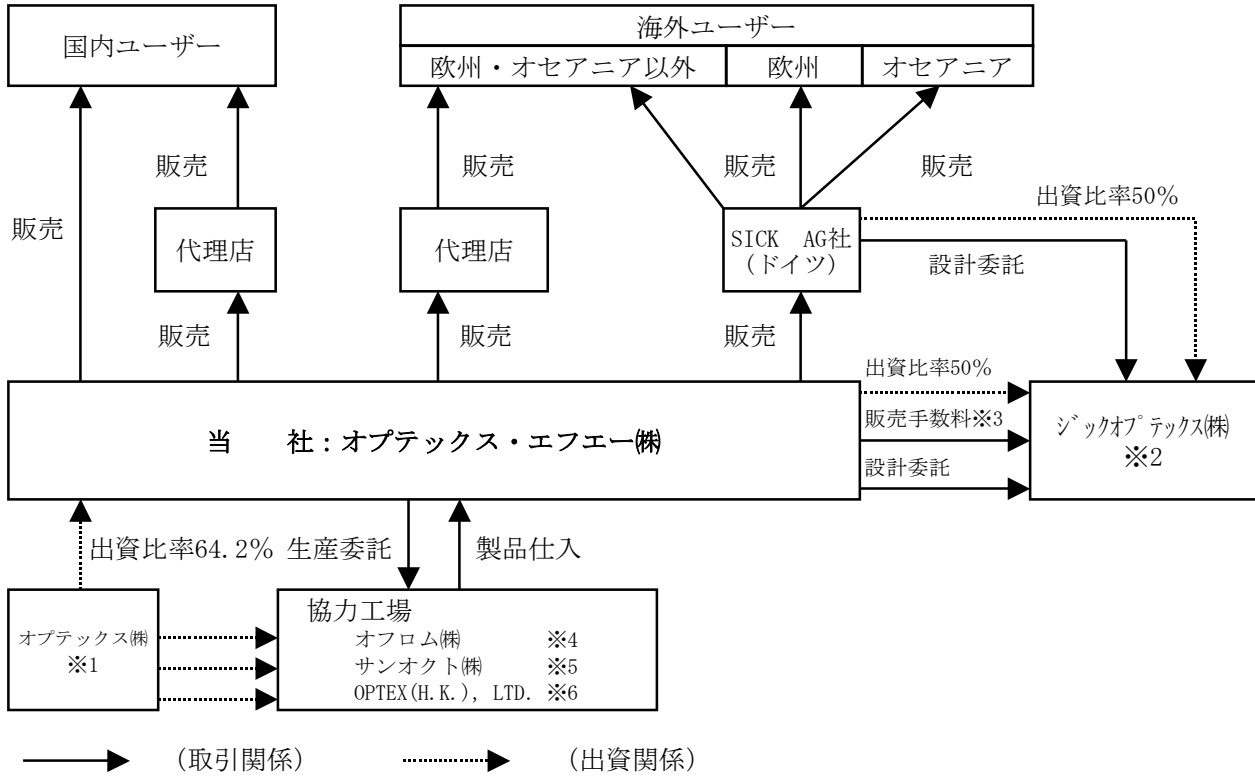 国内ユーザー
海外ユーザー
欧州・オセアニア以外 欧州 オセアニア
販売 販売 販売 販売
出資比率50%
販売
代理店 代理店 SICK AG社
(ドイツ)
設計委託
販売 販売 販売
出資比率50%
販売手数料※3
設計委託
当 社:オプテックス・エフエー㈱
ジックオプテックス㈱
※2
出資比率64.2% 生産委託 製品仕入
オプテックス㈱
※1
協力工場
オフロム㈱ ※4
サンオクト㈱ ※5
OPTEX(H.K.), LTD. ※6
(取引関係) (出資関係)